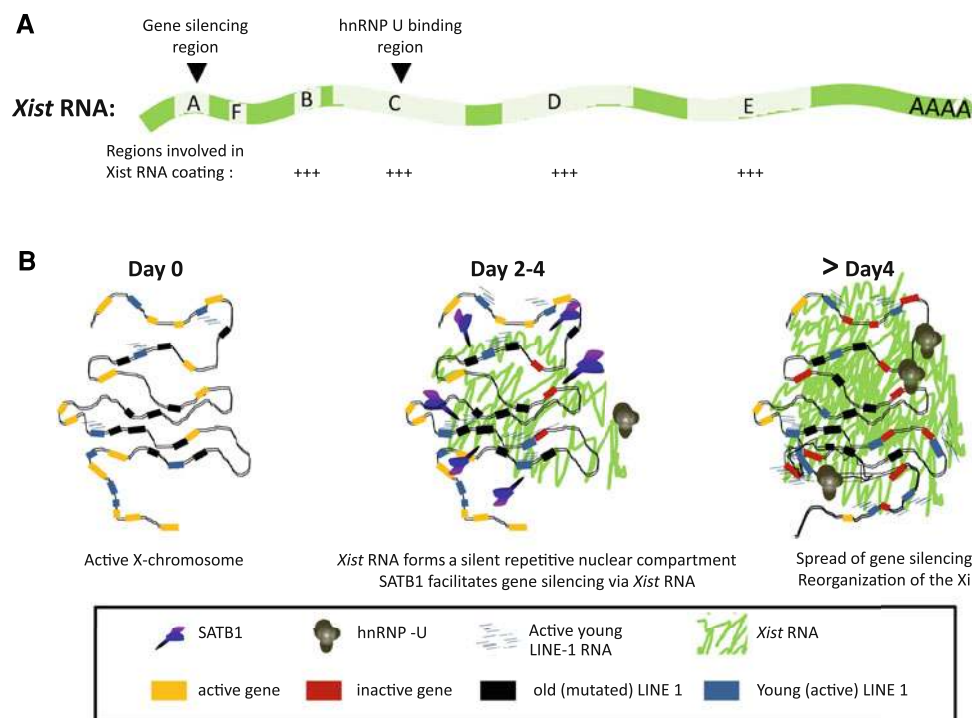 A
Gene silencing
region
hnRNP U binding
region
Xist RNA:
A
F
B
C
D
E
AAAA
Regions involved in
Xist RNA coating :
+++
+++
+++
+++
B
Day 0
Day 2-4
> Day4
Active X-chromosome
Xist RNA forms a silent repetitive nuclear compartment
SATB1 facilitates gene silencing via Xist RNA
Spread of gene silencing
Reorganization of the Xi
SATB1
hnRNP -U
Active young
LINE-1 RNA
Xist RNA
active gene
inactive gene
old (mutated) LINE 1
Young (active) LINE 1